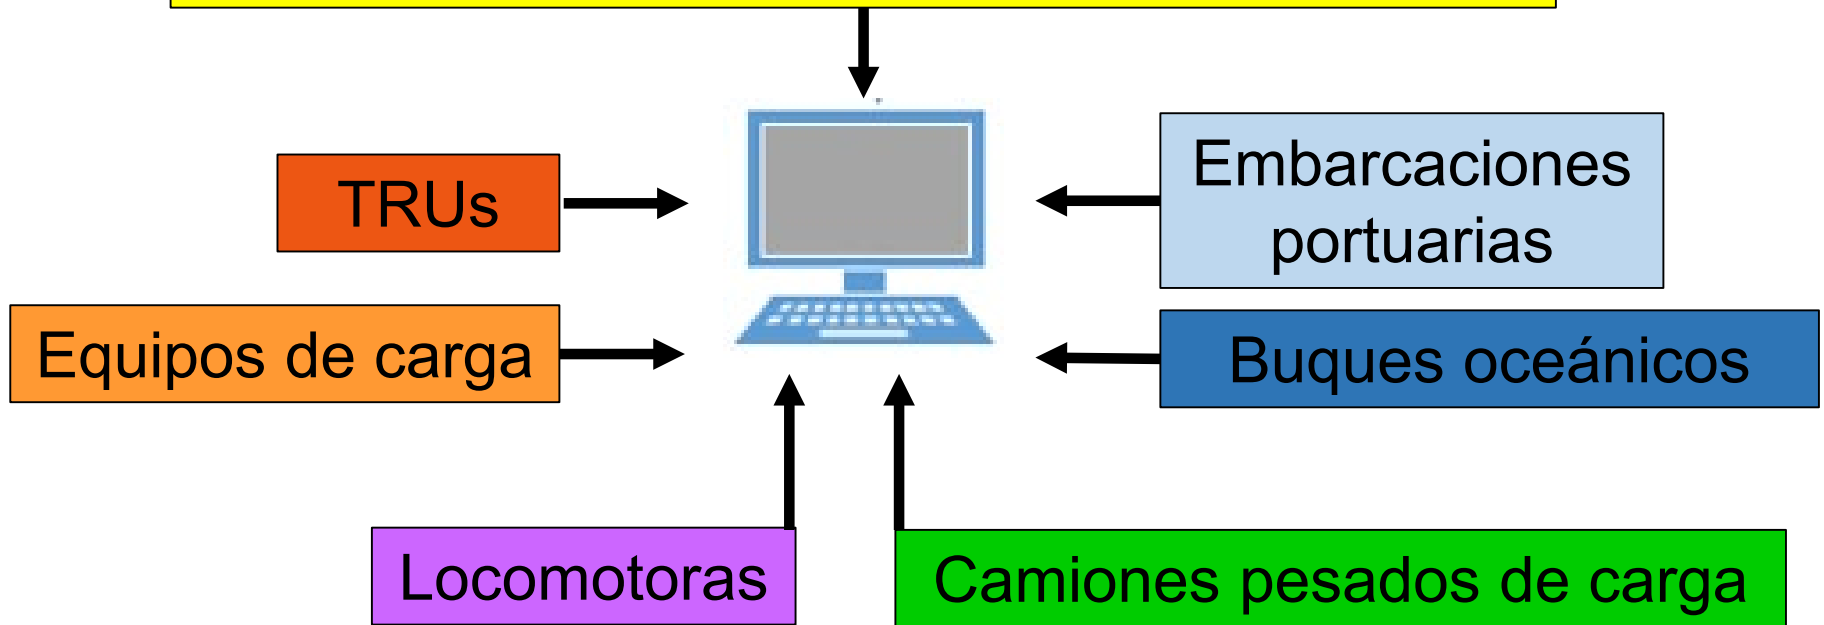 TRUs
Embarcaciones
portuarias
Equipos de carga
Buques oceánicos
Locomotoras
Camiones pesados de carga